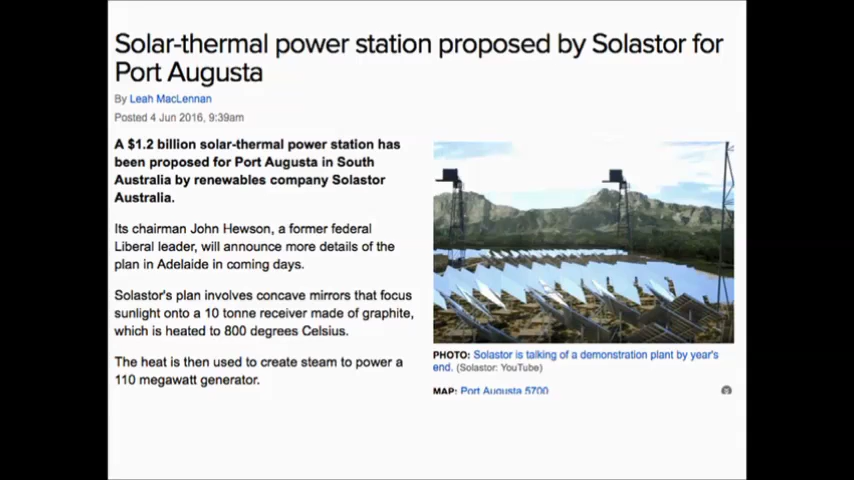 Solar-thermal power station proposed by Solastor for
Port Augusta
By Leah MacLennan
Posted 4 Jun 2016, 9:39am
A $1.2 billion solar-thermal power station has
been proposed for Port Augusta in South
Australia by renewables company Solastor
Australia.
Its chairman John Hewson, a former federal
Liberal leader, will announce more details of the
plan in Adelaide in coming days.
Solastor's plan involves concave mirrors that focus
sunlight onto a 10 tonne receiver made of graphite,
which is heated to 800 degrees Celsius.
The heat is then used to create steam to power a
110 megawatt generator.
PHOTO: Solastor is talking of a demonstration plant by year's
end. (Solastor: YouTube)
MAP: Port Augusta 5700